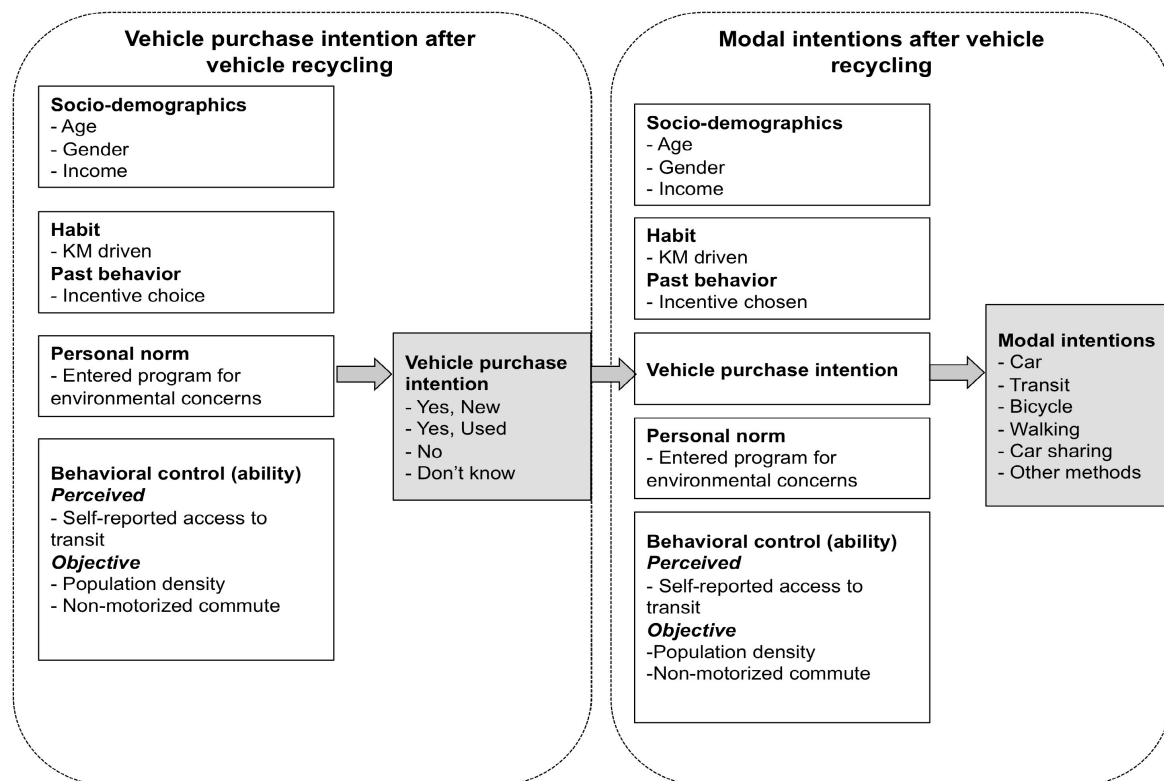 Vehicle purchase intention after
vehicle recycling
Socio-demographics
- Age
- Gender
- Income
Habit
- KM driven
Past behavior
- Incentive choice
Personal norm
- Entered program for
environmental concerns
Behavioral control (ability)
Perceived
- Self-reported access to
transit
Objective
- Population density
- Non-motorized commute
Vehicle purchase
intention
- Yes, New
- Yes, Used
- No
- Don't know
Modal intentions after vehicle
recycling
Socio-demographics
- Age
- Gender
- Income
Habit
- KM driven
Past behavior
- Incentive chosen
Vehicle purchase intention
Personal norm
- Entered program for
environmental concerns
Behavioral control (ability)
Perceived
- Self-reported access to
transit
Objective
-Population density
-Non-motorized commute
Modal intentions
- Car
- Transit
- Bicycle
- Walking
- Car sharing
- Other methods